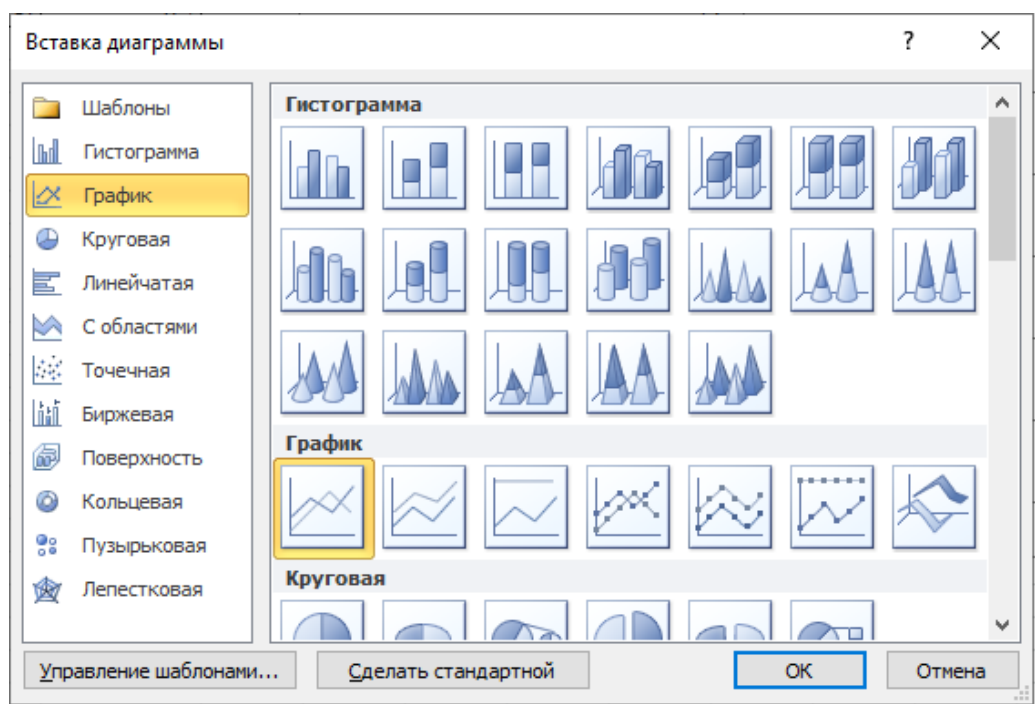 Вставка диаграммы
?
Шаблоны
Гистограмма
График
Круговая
Линейчатая
С областями
Точечная
Биржевая
Поверхность
Кольцевая
Пузырьковая
Лепестковая
Гистограмма
График
Круговая
Управление шаблонами...
Сделать стандартной
ОК
Отмена